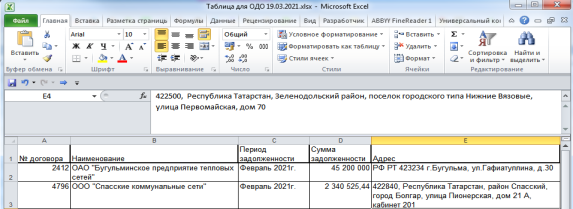 Таблица для ОДО 19.03.2021.xlsx - Microsoft Excel
Файл Главная Вставка Разметка страницы Формулы Данные Рецензирование Вид Разработчик ABBYY FineReader 1 Универсальный кон
Вставить
Arial 10
Ж К Ч
Общий
Условное форматирование
Форматировать как таблицу
Стили ячеек
Вставить
Удалить
Формат
Сортировка и фильтр
Найти и выделить
Буфер обмена Шрифт Выравнивание Число Стили Ячейки Редактирование
E4
422500, Республика Татарстан, Зеленодольский район, поселок городского типа Нижние Вязовые,
улица Первомайская, дом 70
A B C D E
1 № договора Наименование Период задолженности Сумма задолженности Адрес
2 2412 ОАО "Бугульминское предприятие тепловых сетей" Февраль 2021г. 45 200 000 РФ РТ 423234 г.Бугульма, ул.Гафиатуллина, д.30
3 4796 ООО "Спасские коммунальные сети" Февраль 2021г. 2 340 525,44 422840, Республика Татарстан, район Спасский, город Болгар, улица Пионерская, дом 21 А, кабинет 201